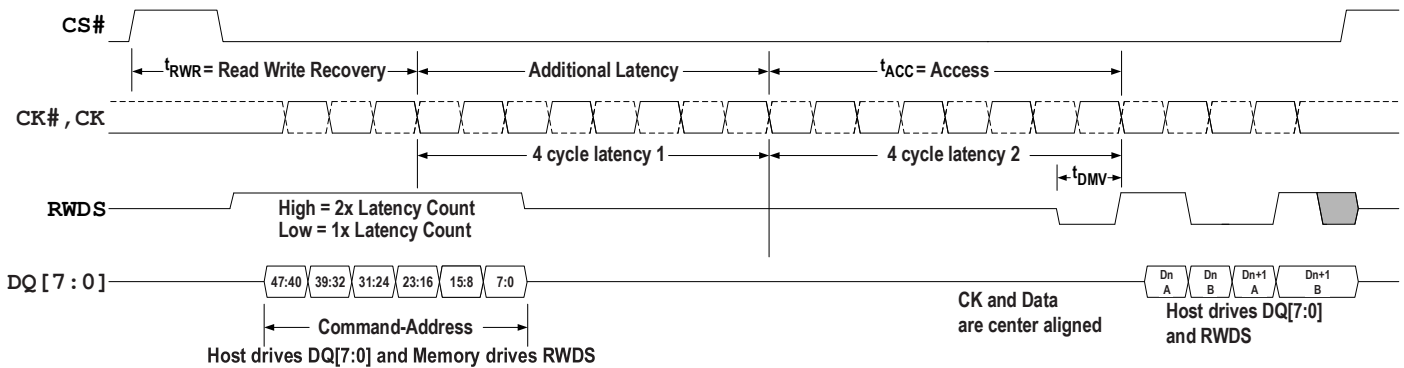 CS#
tRWR = Read Write Recovery
Additional Latency
tACC = Access
CK#,CK
4 cycle latency 1
4 cycle latency 2
tDMV
RWDS
High = 2x Latency Count
Low = 1x Latency Count
DQ[7:0]
47:40 39:32 31:24 23:16 15:8 7:0
Dn A
Dn B
Dn+1 A
Dn+1 B
CK and Data
are center aligned
Host drives DQ[7:0]
and RWDS
Command-Address
Host drives DQ[7:0] and Memory drives RWDS